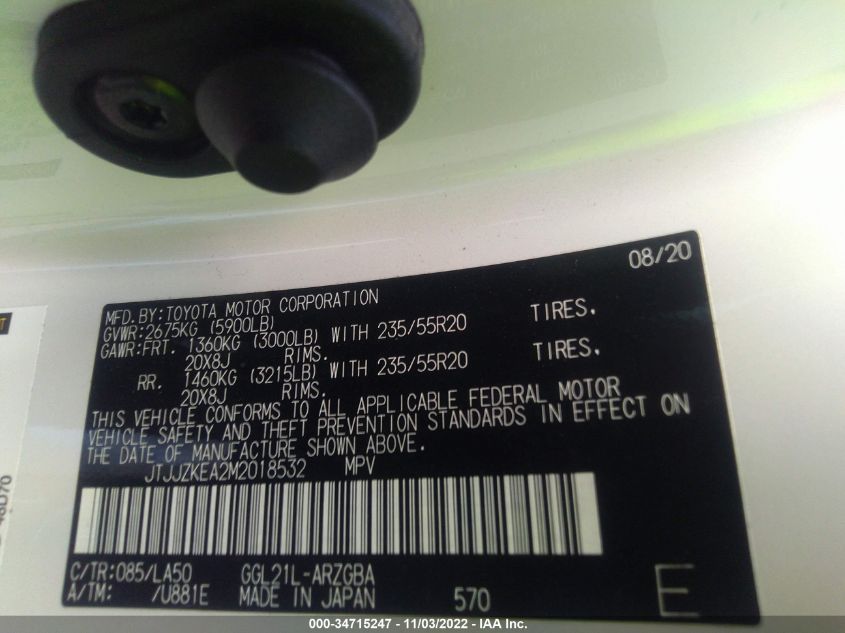 08/20
MFD.BY:TOYOTA MOTOR CORPORATION
GVWR:2675KG (5900LB)
GAWR:FRT. 1360KG (3000LB) WITH 235/55R20 TIRES.
20X8J RIMS.
RR. 1460KG (3215LB) WITH 235/55R20 TIRES.
20X8J RIMS.
THIS VEHICLE CONFORMS TO ALL APPLICABLE FEDERAL MOTOR
VEHICLE SAFETY AND THEFT PREVENTION STANDARDS IN EFFECT ON
THE DATE OF MANUFACTURE SHOWN ABOVE.
JTJJZKEA2M2018532 MPV
C/TR:085/LA50 GGL21L-ARZGBA
A/TM: /U881E MADE IN JAPAN 570 E
000-34715247 - 11/03/2022 - IAA Inc.